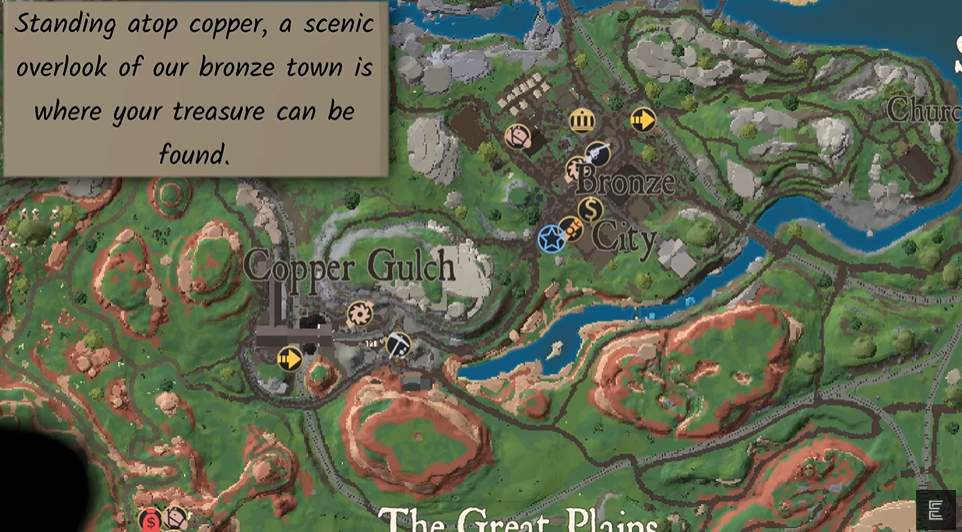 Standing atop copper, a scenic
overlook of our bronze town is
where your treasure can be
found.
Churc
Bronze
$
City
Copper Gulch
$
The Great Plains
E